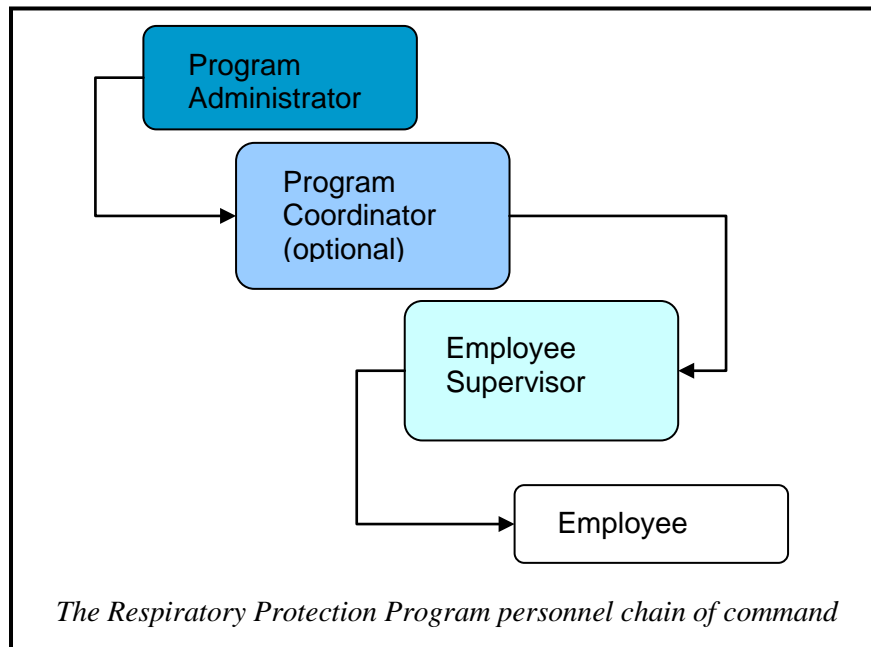 Program
Administrator
Program
Coordinator
(optional)
Employee
Supervisor
Employee
The Respiratory Protection Program personnel chain of command